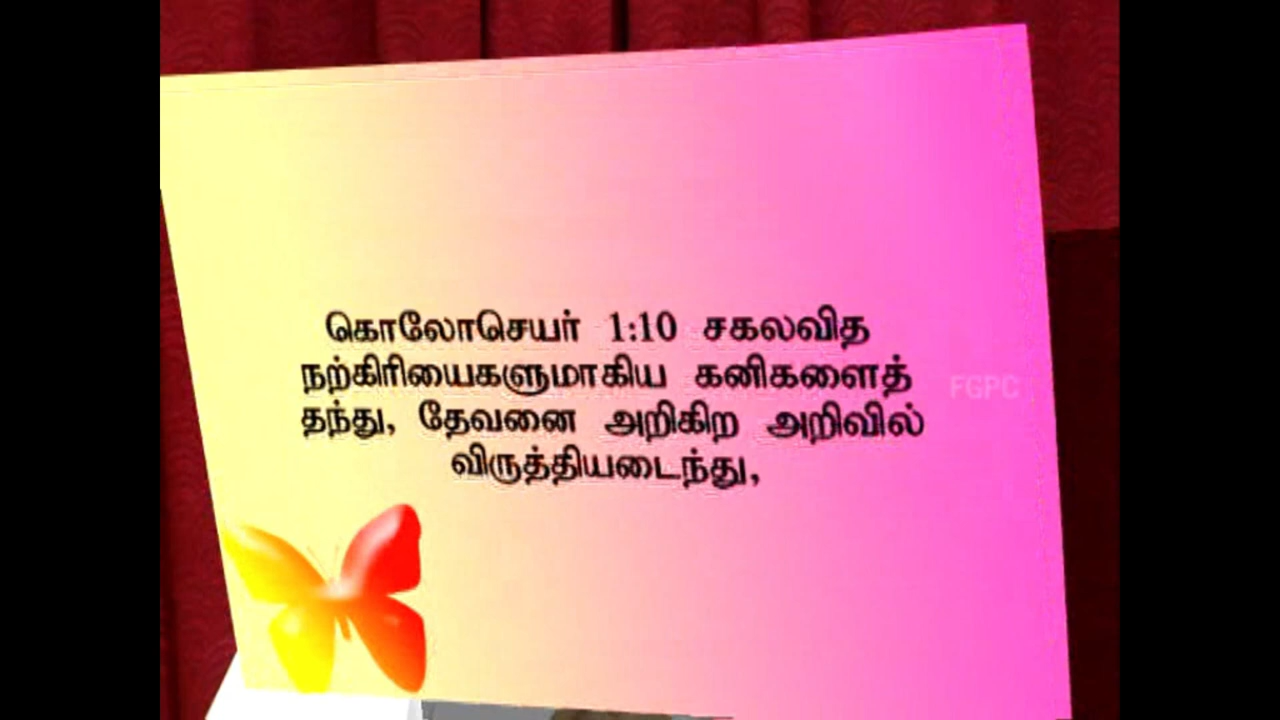 கொலோசெயர் 1:10 சகலவித
நற்கிரியைகளுமாகிய கனிகளைத்
தந்து, தேவனை அறிகிற அறிவில்
விருத்தியடைந்து,
FGPC